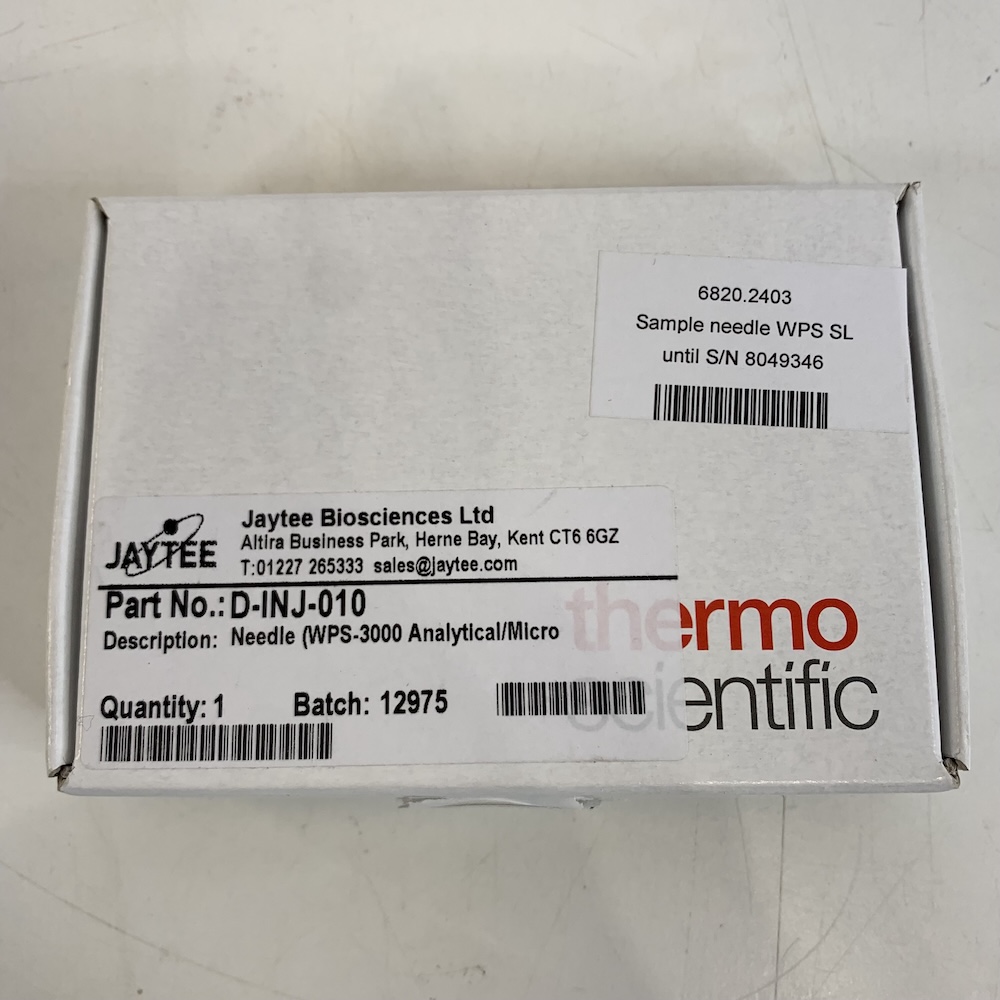 6820.2403
Sample needle WPS SL
until S/N 8049346
JAYTEE
Jaytee Biosciences Ltd
Altira Business Park, Herne Bay, Kent CT6 6GZ
T:01227 265333 sales@jaytee.com
Part No.: D-INJ-010
Description: Needle (WPS-3000 Analytical/Micro
Quantity: 1 Batch: 12975
thermo
scientific